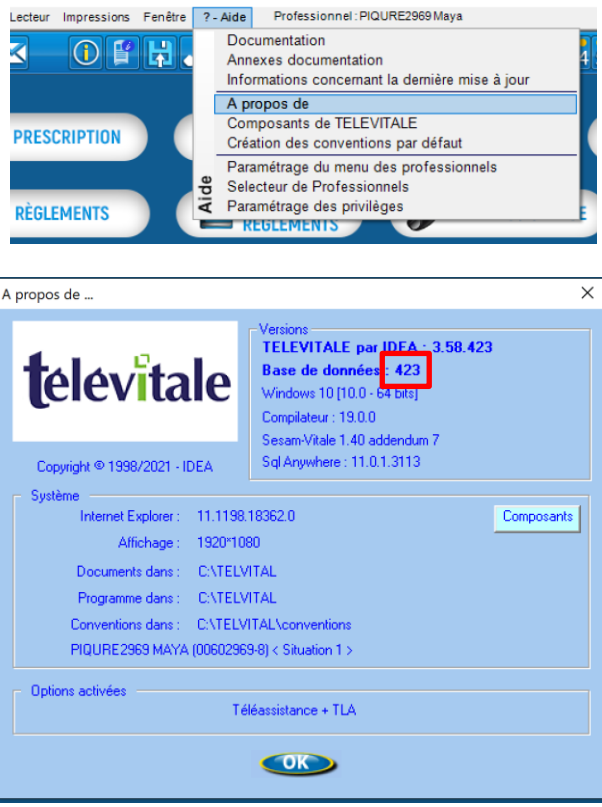 Lecteur Impressions Fenêtre ? - Aide Professionnel : PIQURE2969 Maya
Documentation
Annexes documentation
Informations concernant la dernière mise à jour
A propos de
Composants de TELEVITALE
Création des conventions par défaut
Paramétrage du menu des professionnels
Selecteur de Professionnels
Paramétrage des privilèges
Aide
PRESCRIPTION
RÈGLEMENTS
RÈGLEMENTS
A propos de ...
télévitale
Copyright © 1998/2021 - IDEA
Versions
TELEVITALE par IDEA : 3.58.423
Base de données : 423
Windows 10 [10.0 - 64 bits]
Compilateur : 19.0.0
Sesam-Vitale 1.40 addendum 7
Sql Anywhere : 11.0.1.3113
Système
Internet Explorer : 11.1198.18362.0
Composants
Affichage : 1920*1080
Documents dans : C:\TELVITAL
Programme dans : C:\TELVITAL
Conventions dans : C:\TELVITAL\conventions
PIQURE2969 MAYA (00602969-8) < Situation 1 >
Options activées
Téléassistance + TLA
OK